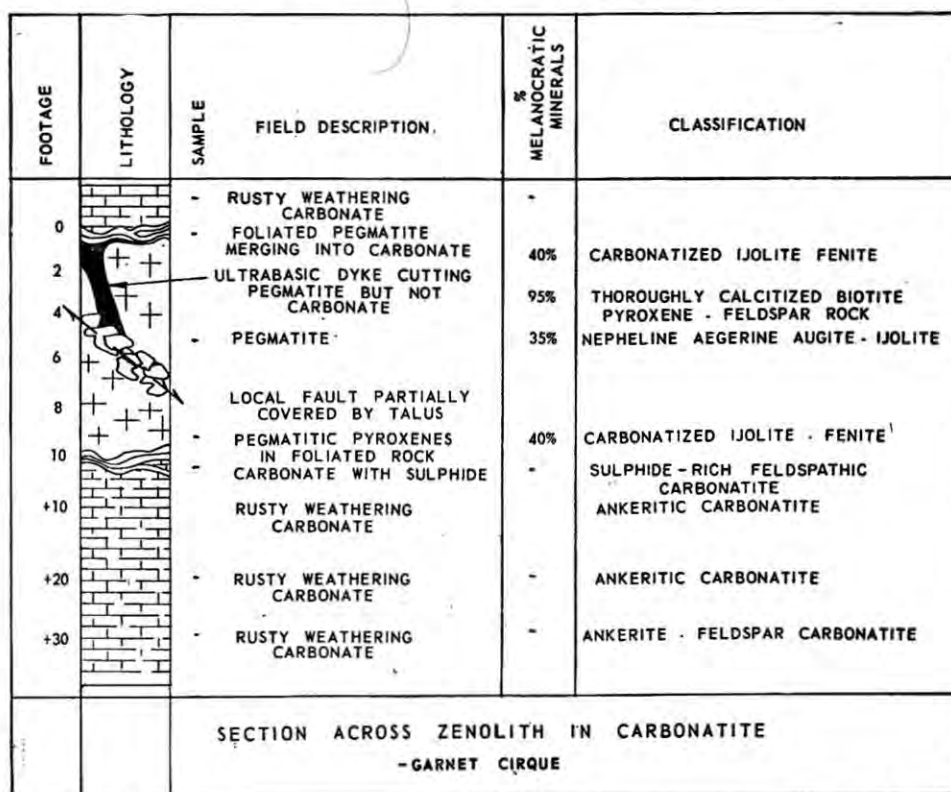 FOOTAGE
LITHOLOGY
SAMPLE
FIELD DESCRIPTION.
% MELANOCRATIC MINERALS
CLASSIFICATION
- RUSTY WEATHERING -
CARBONATE
0
- FOLIATED PEGMATITE
MERGING INTO CARBONATE 40% CARBONATIZED IJOLITE FENITE
2
ULTRABASIC DYKE CUTTING
PEGMATITE BUT NOT 95% THOROUGHLY CALCITIZED BIOTITE
4 CARBONATE PYROXENE - FELDSPAR ROCK
- PEGMATITE 35% NEPHELINE AEGERINE AUGITE - IJOLITE
6
LOCAL FAULT PARTIALLY
8 COVERED BY TALUS
- PEGMATITIC PYROXENES 40% CARBONATIZED IJOLITE - FENITE
10 IN FOLIATED ROCK
- CARBONATE WITH SULPHIDE - SULPHIDE-RICH FELDSPATHIC
CARBONATITE
+10 - RUSTY WEATHERING ANKERITIC CARBONATITE
CARBONATE
+20 - RUSTY WEATHERING - ANKERITIC CARBONATITE
CARBONATE
+30 - RUSTY WEATHERING - ANKERITE - FELDSPAR CARBONATITE
CARBONATE
SECTION ACROSS ZENOLITH IN CARBONATITE
-GARNET CIRQUE